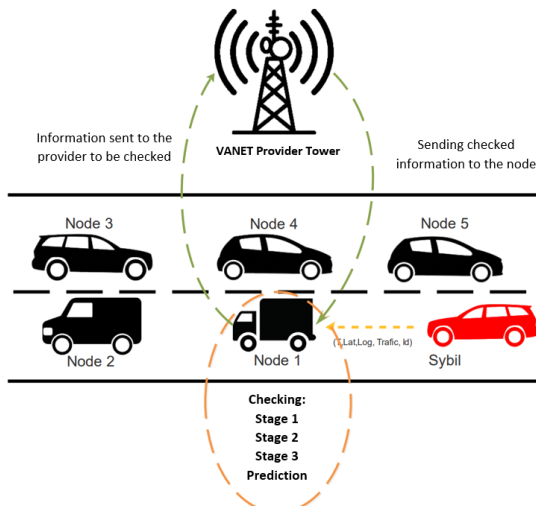 Information sent to the
provider to be checked
VANET Provider Tower
Sending checked
information to the node
Node 3
Node 4
Node 5
Node 2
Node 1
(T,Lat,Log, Trafic, Id)
Sybil
Checking:
Stage 1
Stage 2
Stage 3
Prediction